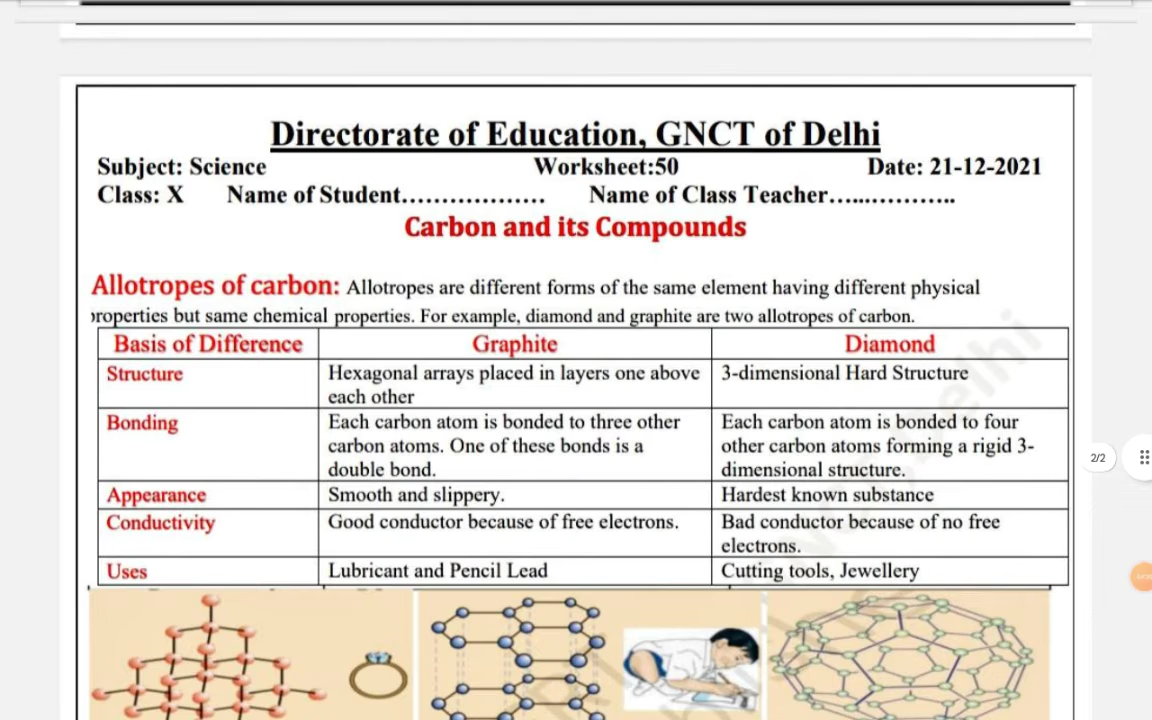 Directorate of Education, GNCT of Delhi
Subject: Science Worksheet:50 Date: 21-12-2021
Class: X Name of Student.................. Name of Class Teacher................
Carbon and its Compounds
Allotropes of carbon: Allotropes are different forms of the same element having different physical
roperties but same chemical properties. For example, diamond and graphite are two allotropes of carbon.
Basis of Difference Graphite Diamond
Structure Hexagonal arrays placed in layers one above 3-dimensional Hard Structure
each other
Bonding Each carbon atom is bonded to three other Each carbon atom is bonded to four
carbon atoms. One of these bonds is a other carbon atoms forming a rigid 3-
double bond. dimensional structure.
Appearance Smooth and slippery. Hardest known substance
Conductivity Good conductor because of free electrons. Bad conductor because of no free
electrons.
Uses Lubricant and Pencil Lead Cutting tools, Jewellery
2/2